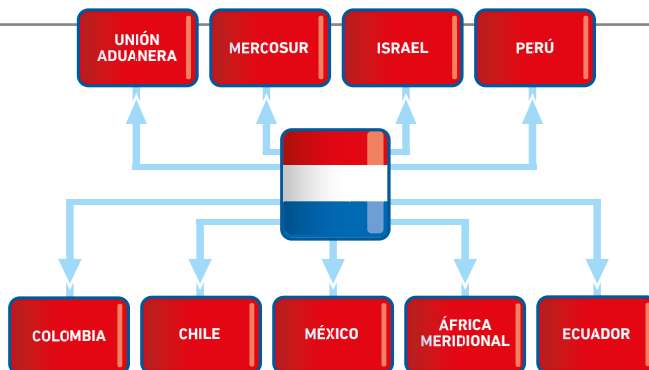 UNIÓN
ADUANERA
MERCOSUR
ISRAEL
PERÚ
COLOMBIA
CHILE
MÉXICO
ÁFRICA
MERIDIONAL
ECUADOR